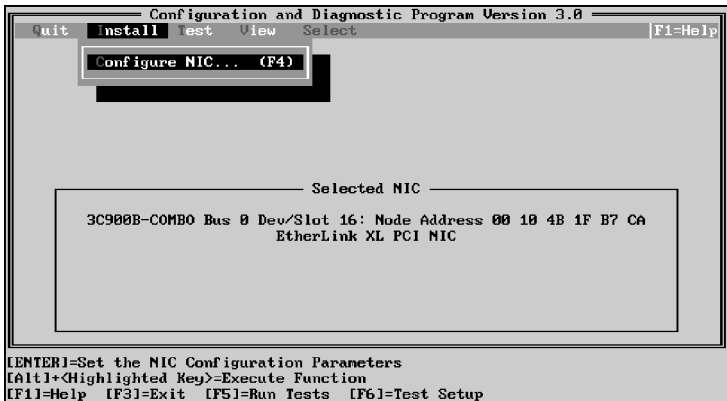 Configuration and Diagnostic Program Version 3.0
Quit Install Test View Select F1=Help
Configure NIC... (F4)
Selected NIC
3C900B-COMBO Bus 0 Dev/Slot 16: Node Address 00 10 4B 1F B7 CA
EtherLink XL PCI NIC
[ENTER]=Set the NIC Configuration Parameters
[Alt]+<Highlighted Key>=Execute Function
[F1]=Help [F3]=Exit [F5]=Run Tests [F6]=Test Setup